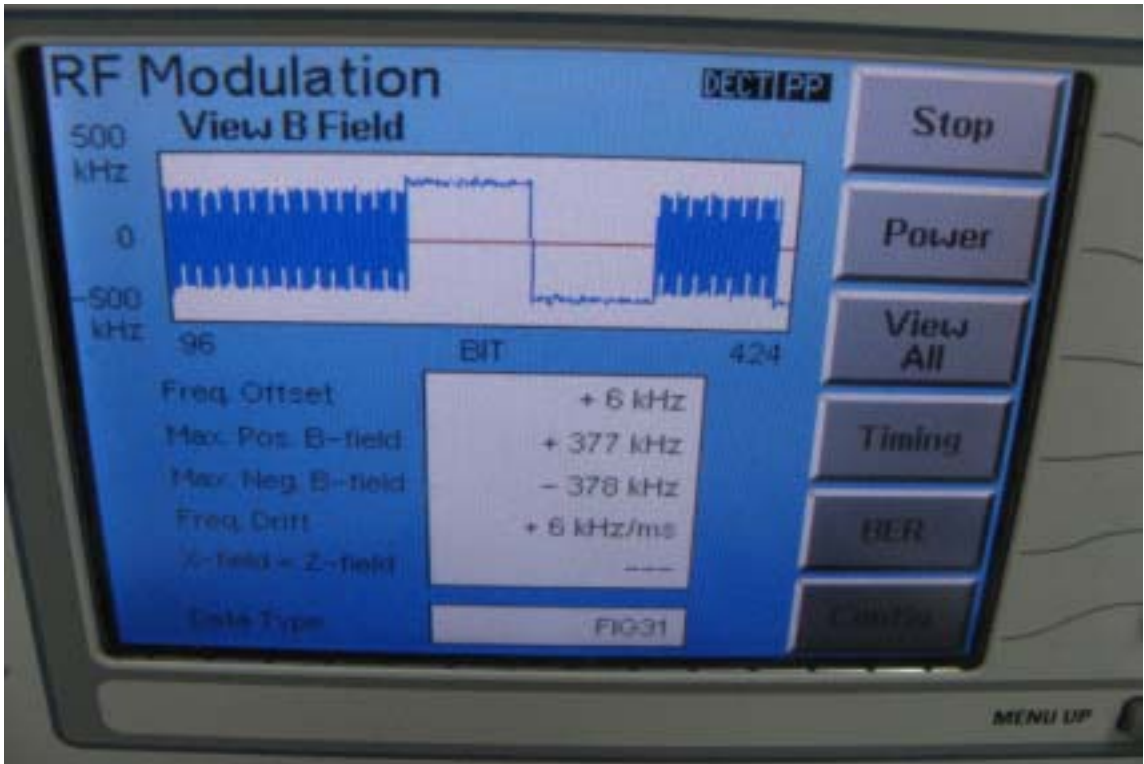 RF Modulation
DECT PP
View B Field
500
kHz
0
-500
kHz
96 BIT 424
Freq. Offset + 6 kHz
Max. Pos. B-field + 377 kHz
Max. Neg. B-field - 378 kHz
Freq. Drift + 6 kHz/ms
X-field = Z-field ---
Data Type FIG31
Stop
Power
View
All
Timing
BER
Config
MENU UP